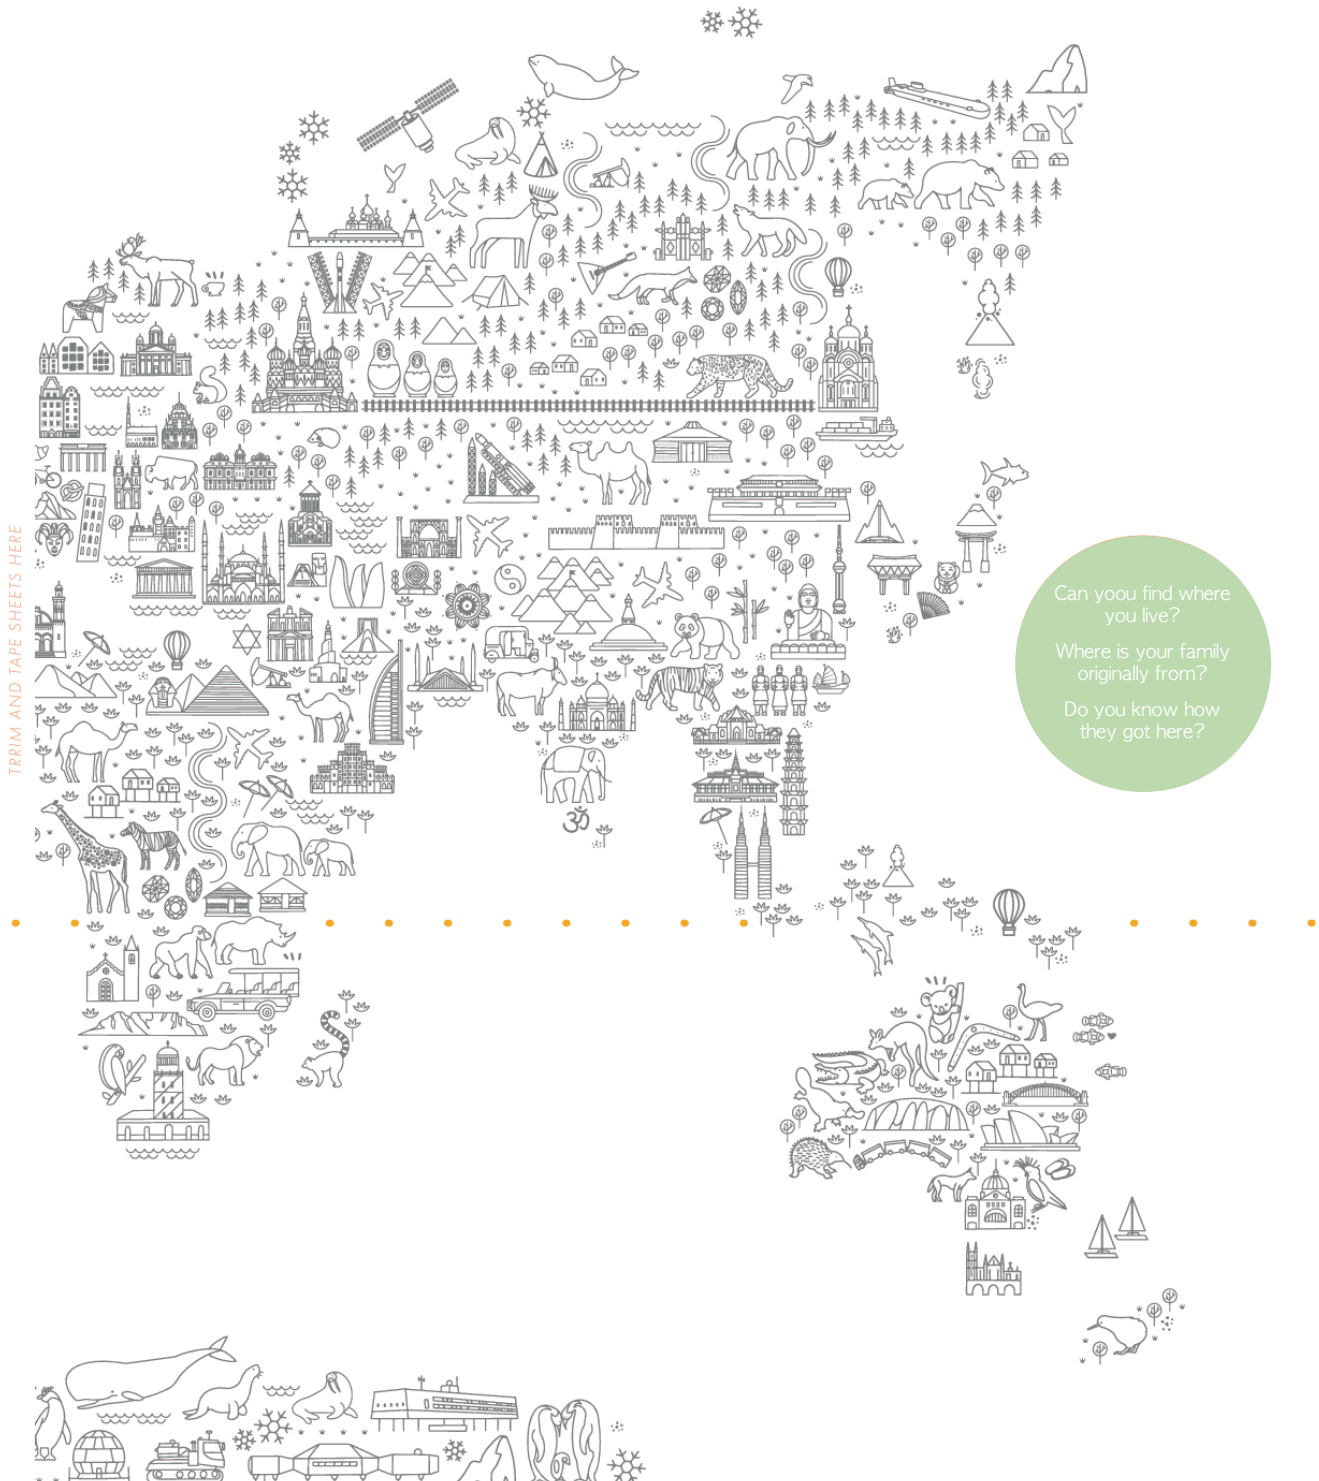 TRRIM AND TAPE SHEETS HERE
Can yoou find where
you live?
Where is your family
originally from?
Do you know how
they got here?
ॐ